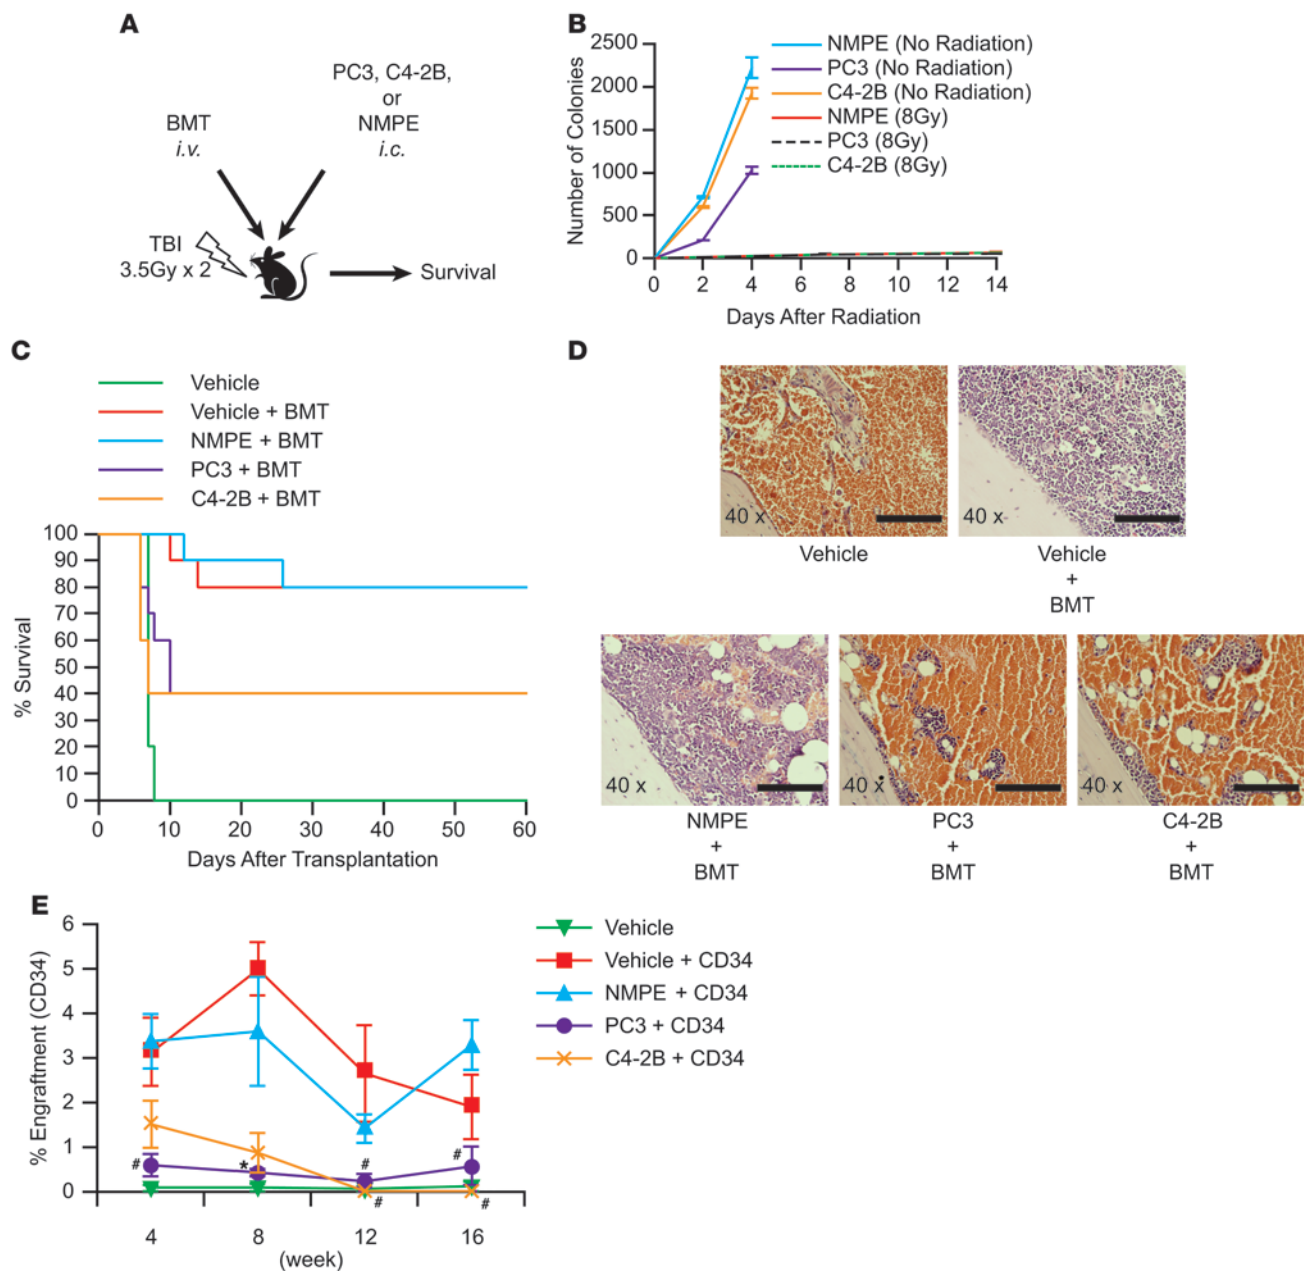 A
PC3, C4-2B,
or
NMPE
i.c.
BMT
i.v.
TBI
3.5Gy x 2
Survival
B
Number of Colonies
2500
2000
1500
1000
500
0
0 2 4 6 8 10 12 14
Days After Radiation
NMPE (No Radiation)
PC3 (No Radiation)
C4-2B (No Radiation)
NMPE (8Gy)
PC3 (8Gy)
C4-2B (8Gy)
C
Vehicle
Vehicle + BMT
NMPE + BMT
PC3 + BMT
C4-2B + BMT
% Survival
100
90
80
70
60
50
40
30
20
10
0
0 10 20 30 40 50 60
Days After Transplantation
D
40 x
Vehicle
40 x
Vehicle
+
BMT
40 x
NMPE
+
BMT
40 x
PC3
+
BMT
40 x
C4-2B
+
BMT
E
% Engraftment (CD34)
6
5
4
3
2
1
0
# * # #
# #
4 8 12 16
(week)
Vehicle
Vehicle + CD34
NMPE + CD34
PC3 + CD34
C4-2B + CD34